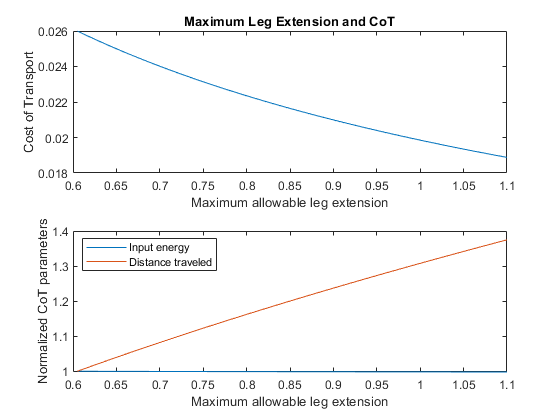 Maximum Leg Extension and CoT
0.026
0.024
0.022
0.02
0.018
Cost of Transport
0.6 0.65 0.7 0.75 0.8 0.85 0.9 0.95 1 1.05 1.1
Maximum allowable leg extension
1.4
1.3
1.2
1.1
1
Normalized CoT parameters
Input energy
Distance traveled
0.6 0.65 0.7 0.75 0.8 0.85 0.9 0.95 1 1.05 1.1
Maximum allowable leg extension